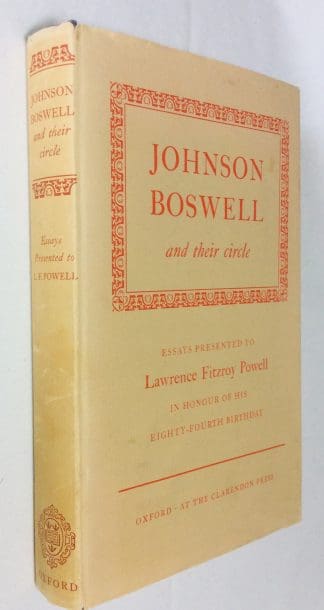 JOHNSON
BOSWELL
and their
circle
Essays
Presented to
L.F. POWELL
OXFORD
JOHNSON
BOSWELL
and their circle
ESSAYS PRESENTED TO
Lawrence Fitzroy Powell
IN HONOUR OF HIS
EIGHTY-FOURTH BIRTHDAY
OXFORD · AT THE CLARENDON PRESS